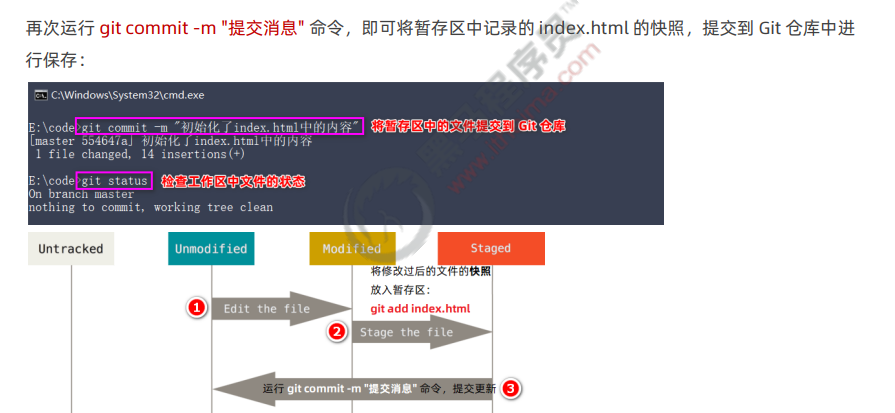 再次运行 git commit -m "提交消息" 命令，即可将暂存区中记录的 index.html 的快照，提交到 Git 仓库中进
行保存：
C:\Windows\System32\cmd.exe
E:\code>git commit -m "初始化了index.html中的内容" 将暂存区中的文件提交到 Git 仓库
[master 554647a] 初始化了index.html中的内容
1 file changed, 14 insertions(+)
E:\code>git status 检查工作区中文件的状态
On branch master
nothing to commit, working tree clean
Untracked Unmodified Modified Staged
将修改过后的文件的快照
放入暂存区：
git add index.html
1 Edit the file
2 Stage the file
运行 git commit -m "提交消息" 命令，提交更新 3